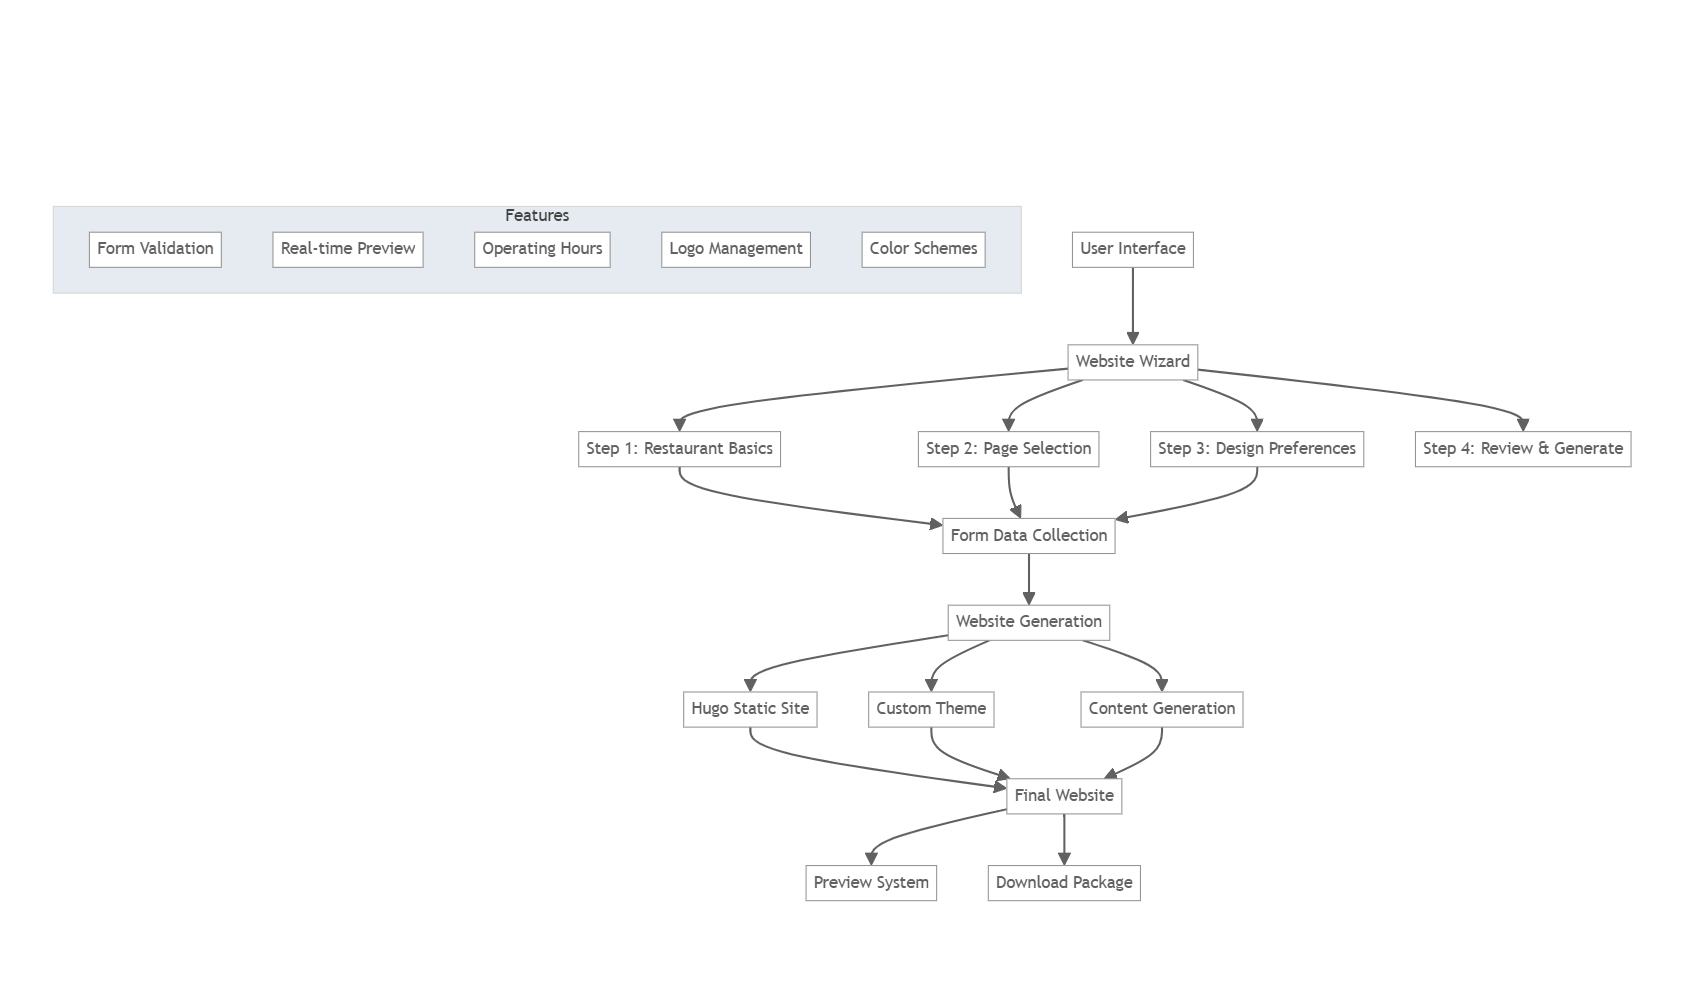 Features
Form Validation
Real-time Preview
Operating Hours
Logo Management
Color Schemes
User Interface
Website Wizard
Step 1: Restaurant Basics
Step 2: Page Selection
Step 3: Design Preferences
Step 4: Review & Generate
Form Data Collection
Website Generation
Hugo Static Site
Custom Theme
Content Generation
Final Website
Preview System
Download Package